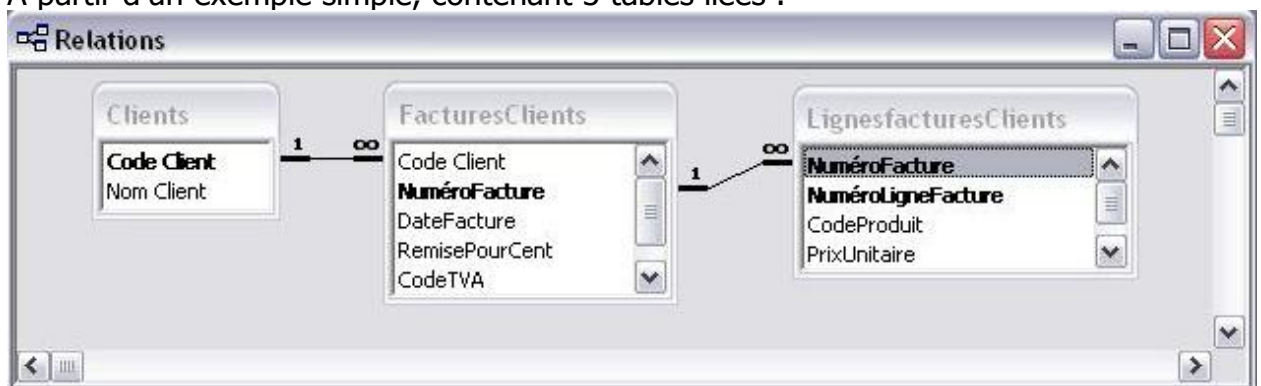 A partir d'un exemple simple, contenant 3 tables liées :
Relations
Clients
Code Client
Nom Client
1 ∞
FacturesClients
Code Client
NuméroFacture
DateFacture
RemisePourCent
CodeTVA
1 ∞
LignesfacturesClients
NuméroFacture
NuméroLigneFacture
CodeProduit
PrixUnitaire